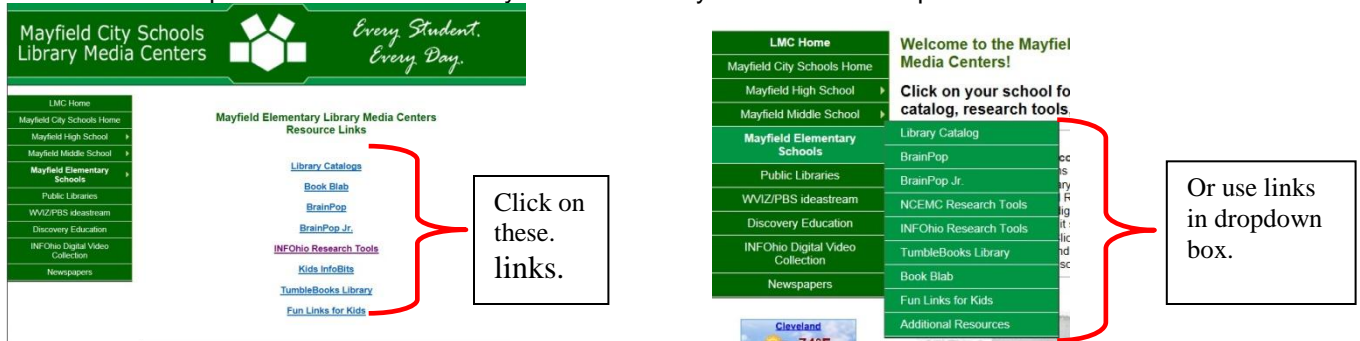 Mayfield City Schools
Library Media Centers
Every Student.
Every Day.
LMC Home
Mayfield City Schools Home
Mayfield High School
Mayfield Middle School
Mayfield Elementary
Schools
Public Libraries
WVIZ/PBS ideastream
Discovery Education
INFOhio Digital Video
Collection
Newspapers
Mayfield Elementary Library Media Centers
Resource Links
Library Catalogs
Book Blab
BrainPop
BrainPop Jr.
INFOhio Research Tools
Kids InfoBits
TumbleBooks Library
Fun Links for Kids
Click on
these.
links.
LMC Home
Mayfield City Schools Home
Mayfield High School
Mayfield Middle School
Mayfield Elementary
Schools
Public Libraries
WVIZ/PBS ideastream
Discovery Education
INFOhio Digital Video
Collection
Newspapers
Welcome to the Mayfiel
Media Centers!
Click on your school fo
catalog, research tools
Library Catalog
BrainPop
BrainPop Jr.
NCEMC Research Tools
INFOhio Research Tools
TumbleBooks Library
Book Blab
Fun Links for Kids
Additional Resources
Cleveland
Or use links
in dropdown
box.